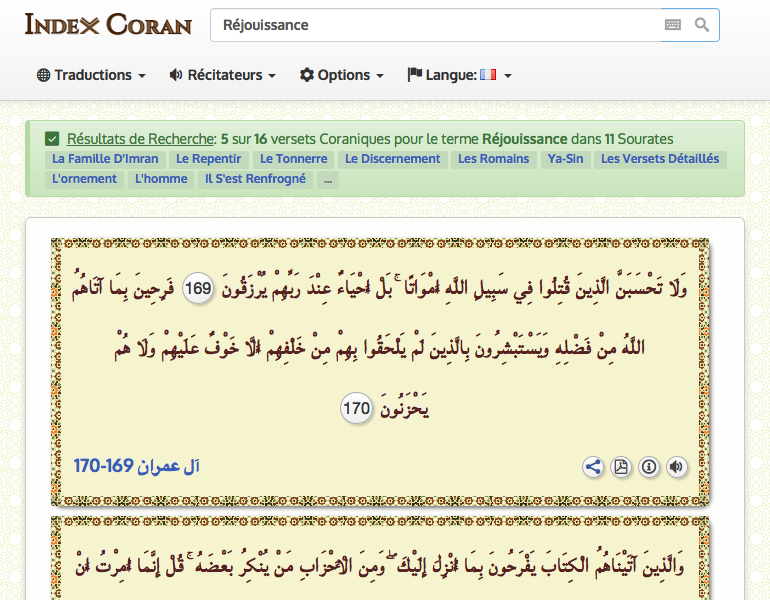 INDEX CORAN
Réjouissance
Traductions Récitateurs Options Langue:
Résultats de Recherche: 5 sur 16 versets Coraniques pour le terme Réjouissance dans 11 Sourates
La Famille D'Imran Le Repentir Le Tonnerre Le Discernement Les Romains Ya-Sin Les Versets Détaillés
L'ornement L'homme Il S'est Renfrogné ...
وَلَا تَحْسَبَنَّ الَّذِينَ قُتِلُوا فِي سَبِيلِ اللَّهِ أَمْوَاتًا ۚ بَلْ أَحْيَاءٌ عِنْدَ رَبِّهِمْ يُرْزَقُونَ 169 فَرِحِينَ بِمَا آتَاهُمُ
اللَّهُ مِنْ فَضْلِهِ وَيَسْتَبْشِرُونَ بِالَّذِينَ لَمْ يَلْحَقُوا بِهِمْ مِنْ خَلْفِهِمْ أَلَّا خَوْفٌ عَلَيْهِمْ وَلَا هُمْ
يَحْزَنُونَ 170
آل عمران 169-170
وَالَّذِينَ آتَيْنَاهُمُ الْكِتَابَ يَفْرَحُونَ بِمَا أُنْزِلَ إِلَيْكَ ۖ وَمِنَ الْأَحْزَابِ مَنْ يُنْكِرُ بَعْضَهُ ۚ قُلْ إِنَّمَا أُمِرْتُ أَنْ